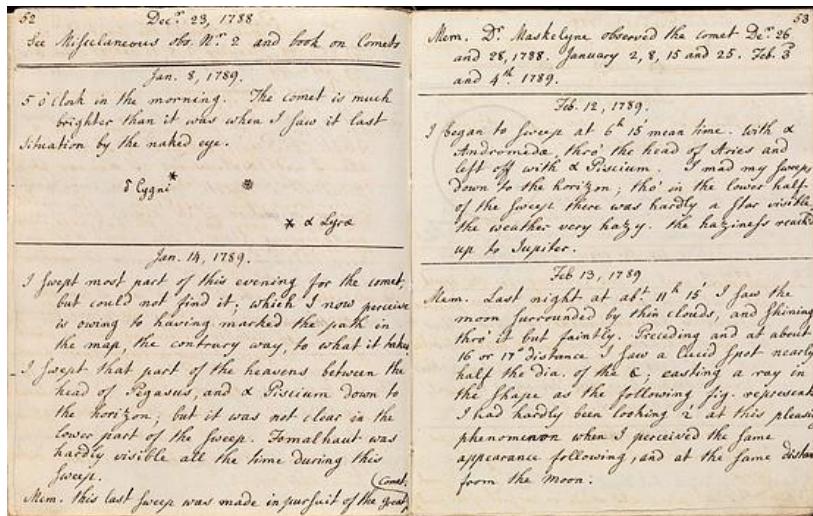 52
Decr. 23, 1788
See Miscelaneous obs. Nr. 2 and book on Comets
Jan. 8, 1789.
5 o'Clock in the morning. The comet is much
brighter than it was when I saw it last
Situation by the naked eye.
δ Cygni
α Lyræ
Jan. 14, 1789.
I swept most part of this evening for the comet,
but could not find it; which I now perceive
is owing to having marked the path in
the map, the contrary way, to what it takes
I swept that part of the heavens between the
head of Pegasus, and α Piscium down to
the horizon; but it was not clear in the
lower part of the sweep. Fomalhaut was
hardly visible all the time during this
sweep.
Mem. this last sweep was made in pursuit of the great
Comet.
53
Mem. Dr. Maskelyne observed the comet Decr 26
and 28, 1788. January 2, 8, 15 and 25. Feb. 3
and 4th. 1789.
Feb. 12, 1789.
I began to sweep at 6h 15' mean time. with α
Andromedæ, thro' the head of Aries and
left off with α Piscium. I mad my sweeps
down to the horizon; tho' in the lower half
of the sweep there was hardly a star visible,
the weather very hazy. the haziness reach'd
up to Jupiter.
Feb 13, 1789
Mem. Last night at abt. 11h 15' I saw the
moon surrounded by thin clouds, and shining
thro' it but faintly. Preceding and at about
16 or 17° distance I saw a lucid spot nearly
half the dia. of the ☾; casting a ray in
the shape as the following fig. represents
I had hardly been looking 2' at this pleasing
phenomenon when I perceived the same
appearance following, and at the same distan
from the moon.